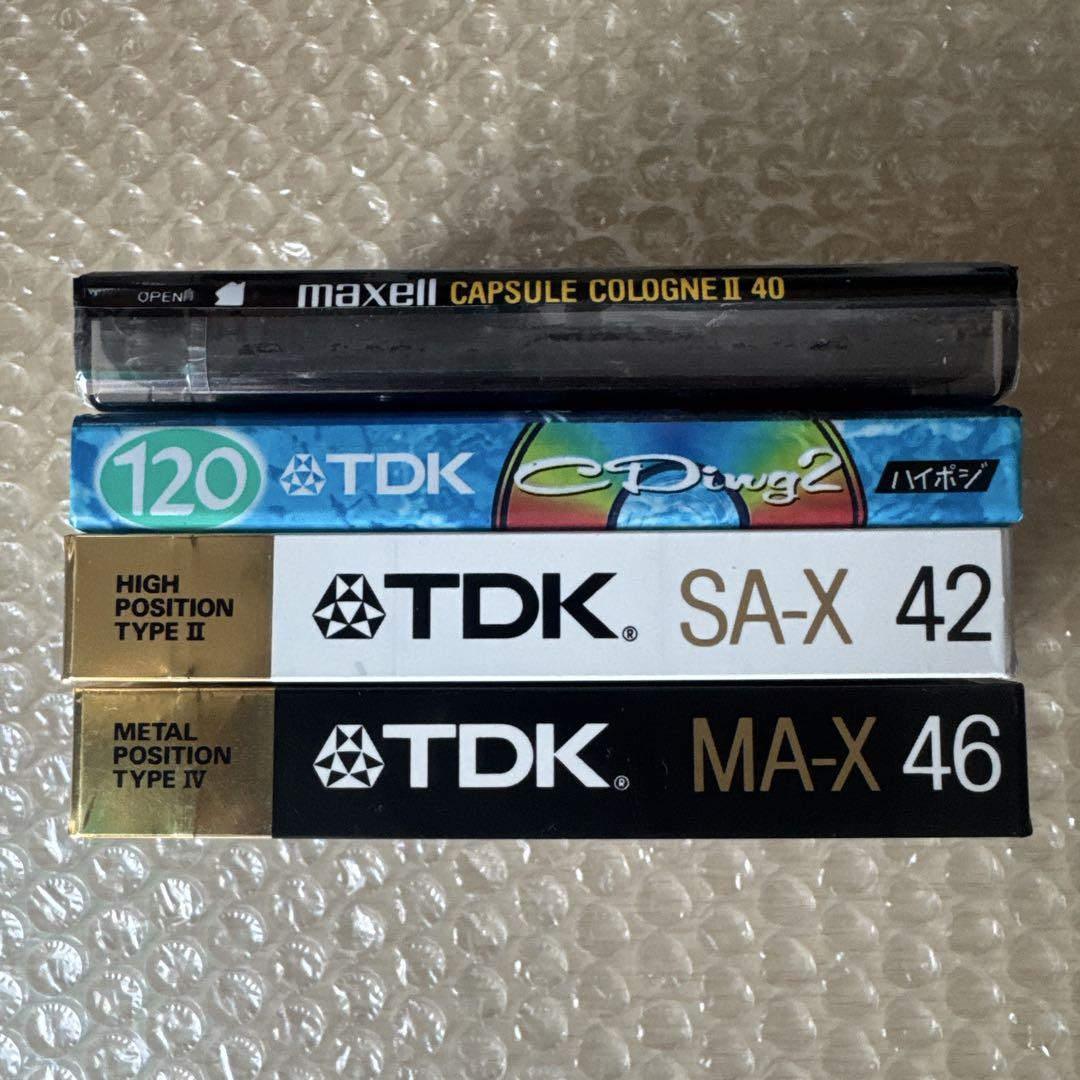 OPEN
maxell CAPSULE COLOGNE II 40
120 TDK CDing2 ハイポジ
HIGH
POSITION
TYPE II
TDK® SA-X 42
METAL
POSITION
TYPE IV
TDK® MA-X 46